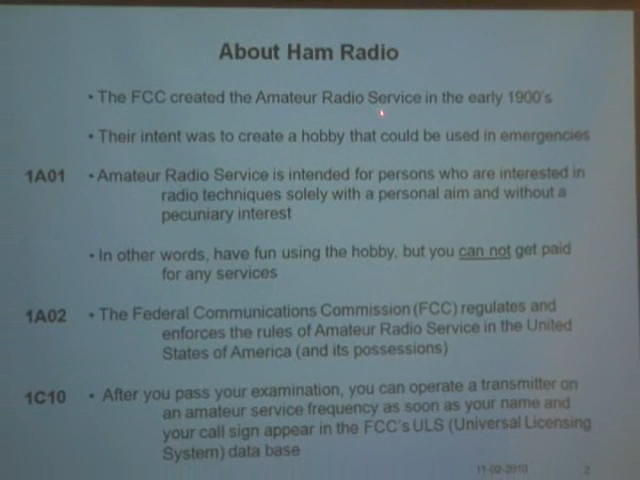 About Ham Radio
• The FCC created the Amateur Radio Service in the early 1900's
• Their intent was to create a hobby that could be used in emergencies
1A01 • Amateur Radio Service is intended for persons who are interested in
radio techniques solely with a personal aim and without a
pecuniary interest
• In other words, have fun using the hobby, but you can not get paid
for any services
1A02 • The Federal Communications Commission (FCC) regulates and
enforces the rules of Amateur Radio Service in the United
States of America (and its possessions)
1C10 • After you pass your examination, you can operate a transmitter on
an amateur service frequency as soon as your name and
your call sign appear in the FCC's ULS (Universal Licensing
System) data base
11-02-2010 2